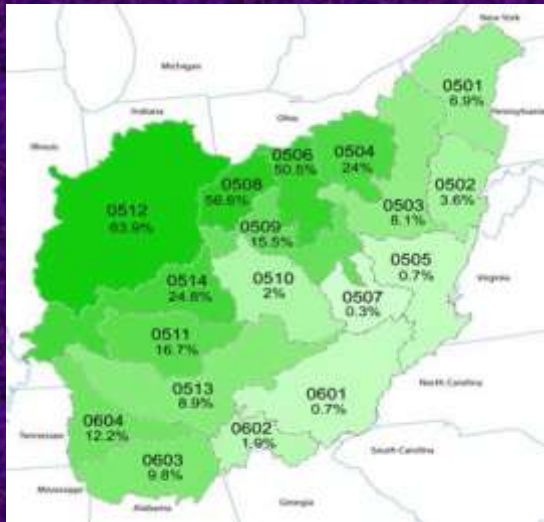 New York
Michigan
0501
6.9%
Pennsylvania
Indiana
Ohio
Illinois
0506
50.5%
0504
24%
0508
56.6%
0502
3.6%
0512
63.9%
0503
8.1%
0509
15.5%
0505
0.7%
0514
24.8%
0510
2%
0507
0.3%
Virginia
0511
16.7%
0513
8.9%
0601
0.7%
North Carolina
0604
12.2%
0602
1.9%
Tennessee
0603
9.8%
South Carolina
Mississippi
Alabama
Georgia